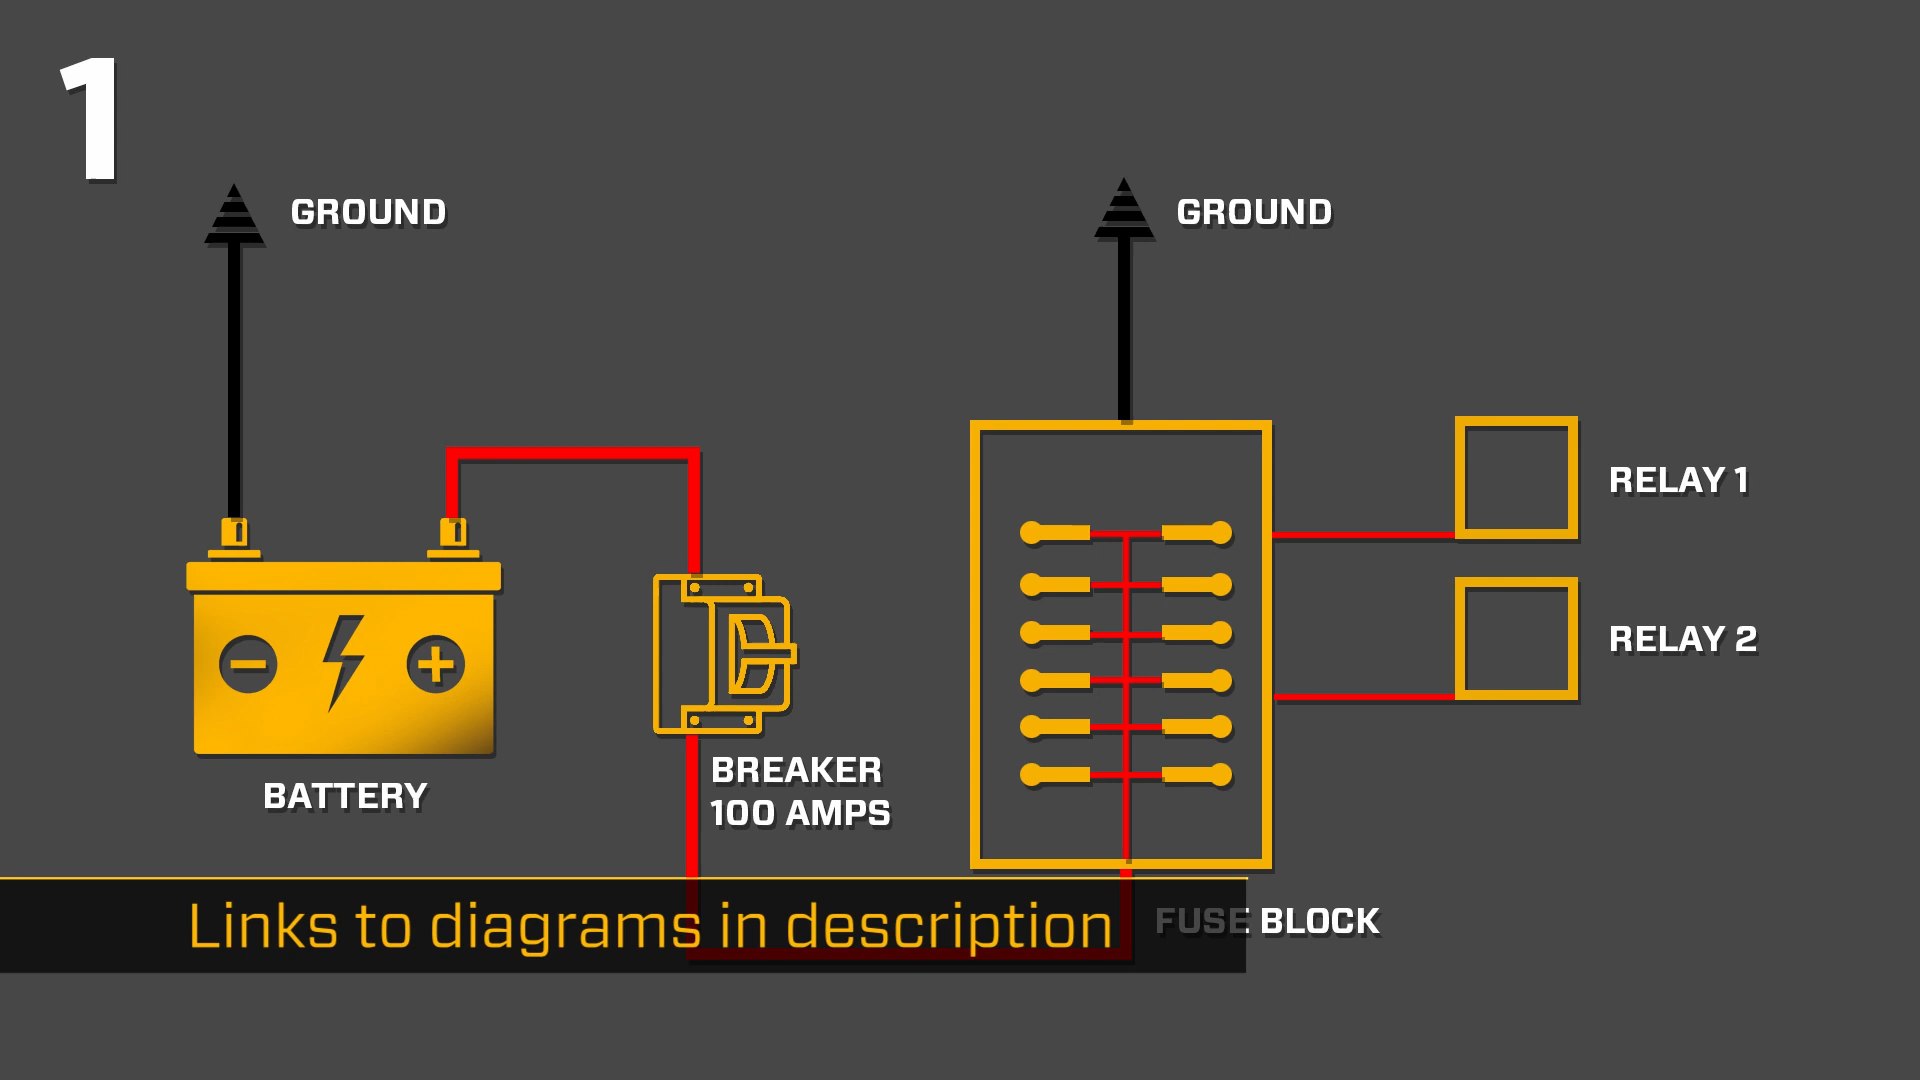 1
GROUND
GROUND
RELAY 1
RELAY 2
BREAKER
100 AMPS
BATTERY
FUSE BLOCK
Links to diagrams in description